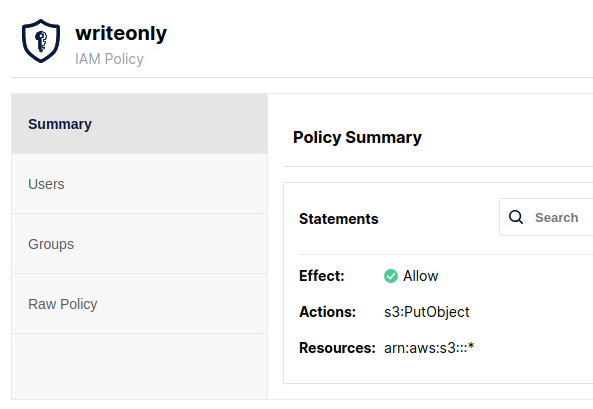 writeonly
IAM Policy
Summary
Users
Groups
Raw Policy
Policy Summary
Statements
Search
Effect: Allow
Actions: s3:PutObject
Resources: arn:aws:s3:::*